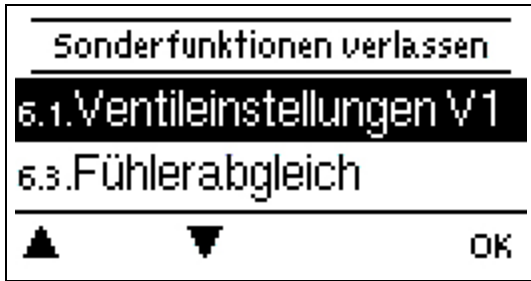 Sonderfunktionen verlassen
6.1.Ventileinstellungen V1
6.3.Fühlerabgleich
▲ ▼ OK